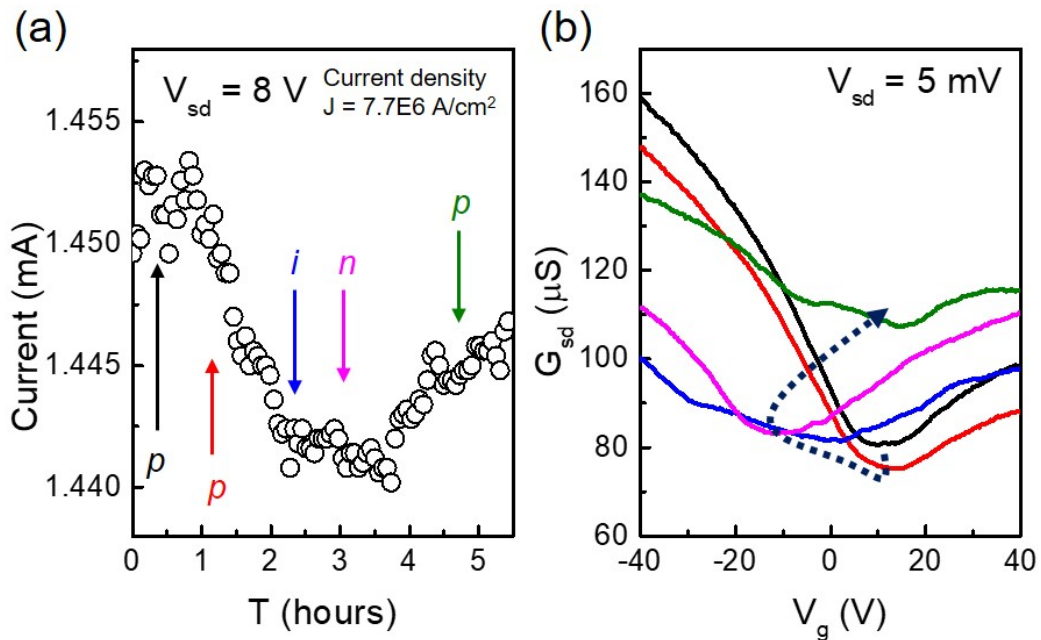 (a)
V_sd = 8 V
Current density
J = 7.7E6 A/cm²
1.455
1.450
1.445
1.440
Current (mA)
p
p
i
n
p
0 1 2 3 4 5
T (hours)
(b)
V_sd = 5 mV
160
140
120
100
80
60
G_sd (μS)
-40 -20 0 20 40
V_g (V)